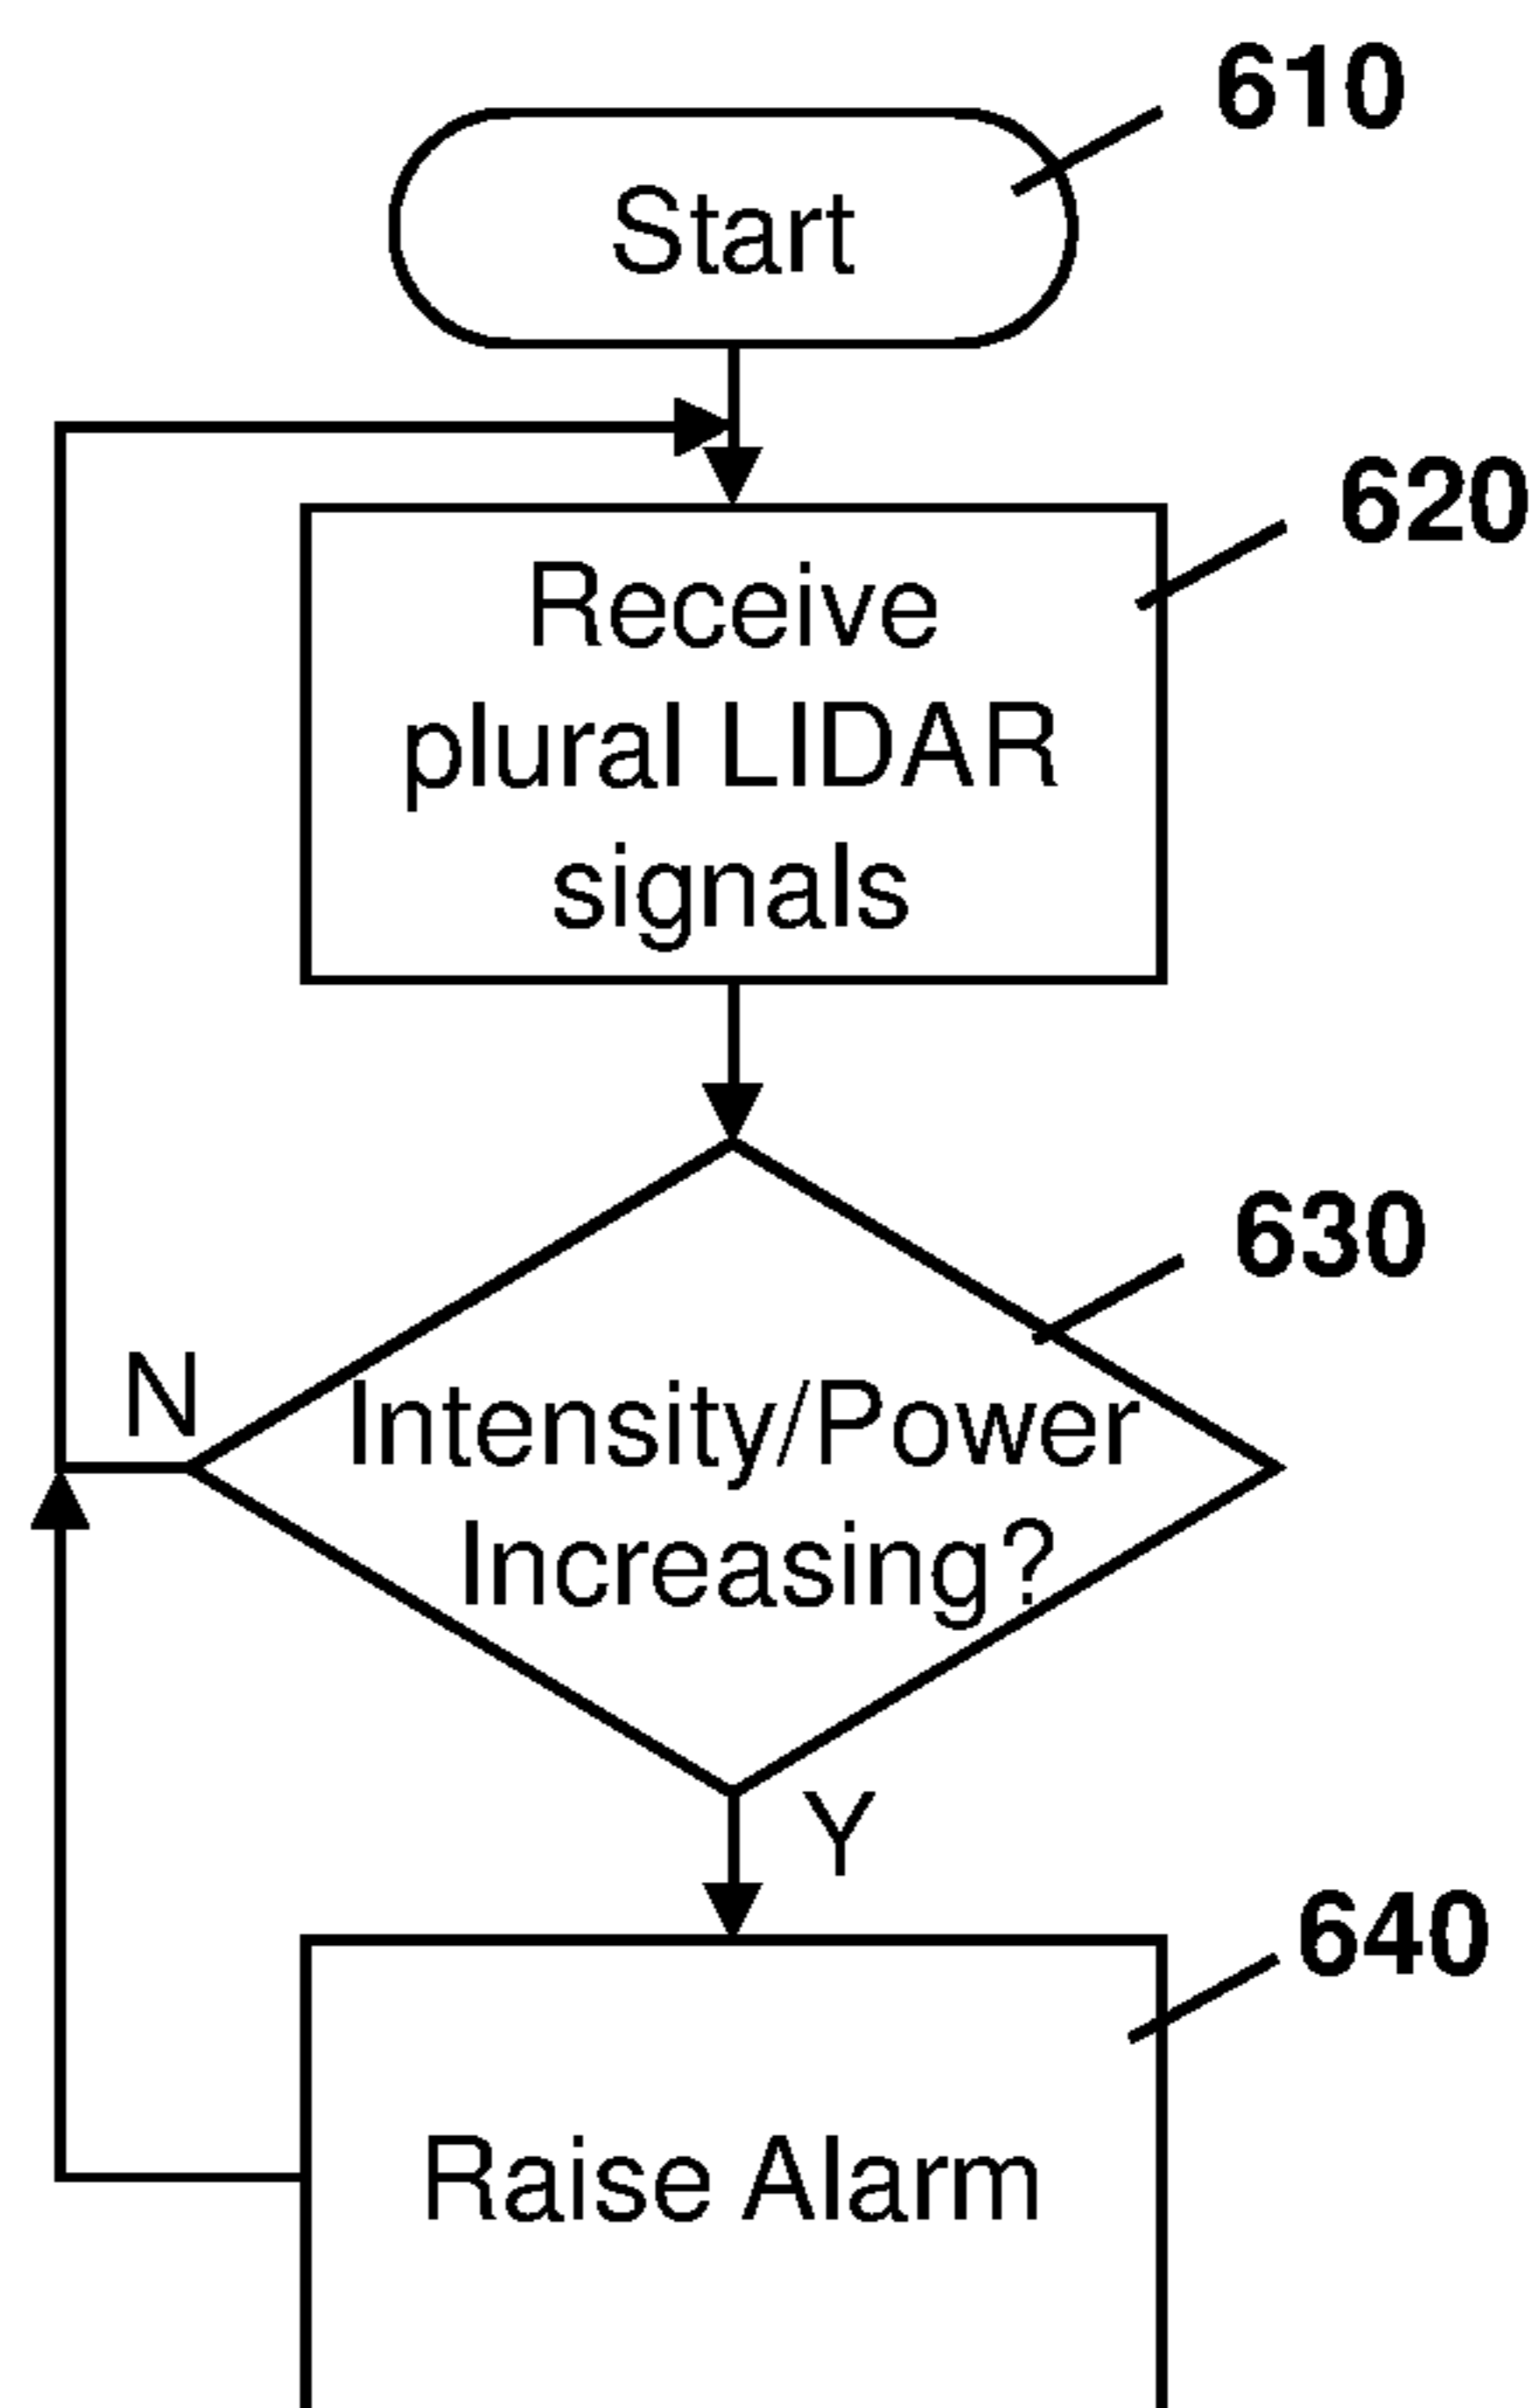 610
Start
620
Receive
plural LIDAR
signals
630
N
Intensity/Power
Increasing?
Y
640
Raise Alarm